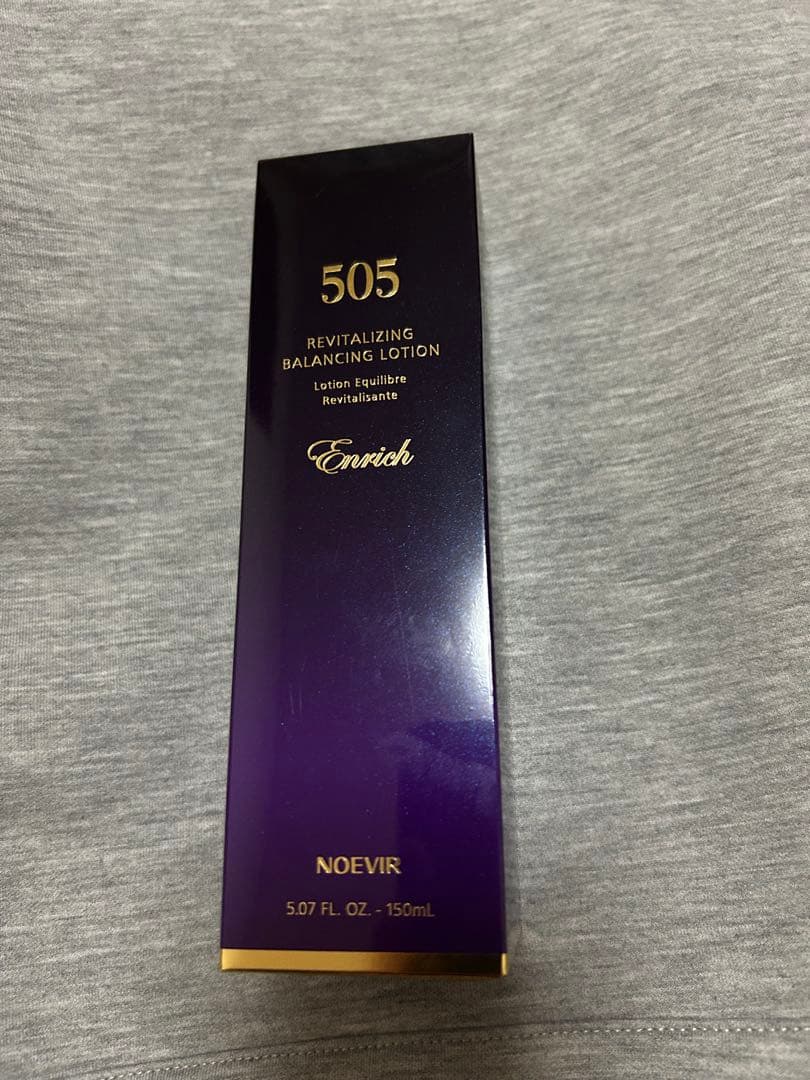 505
REVITALIZING
BALANCING LOTION
Lotion Equilibre
Revitalisante
Enrich
NOEVIR
5.07 FL. OZ. - 150mL